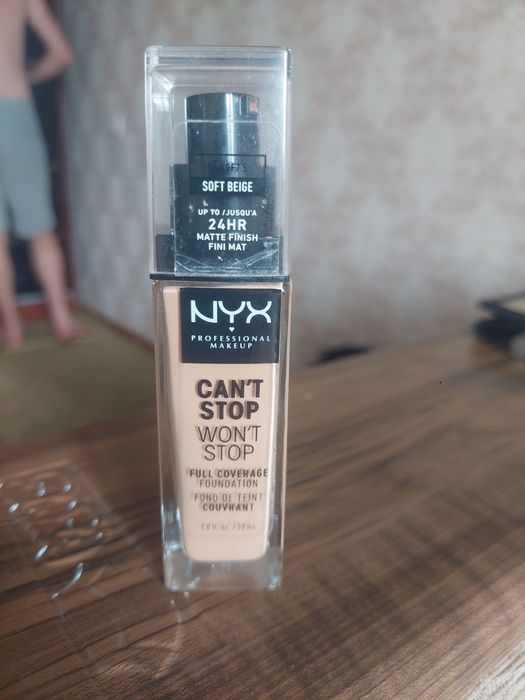 SOFT BEIGE
UP TO / JUSQU'A
24HR
MATTE FINISH
FINI MAT
NYX
PROFESSIONAL
MAKEUP
CAN'T
STOP
WON'T
STOP
FULL COVERAGE
FOUNDATION
FOND DE TEINT
COUVRANT